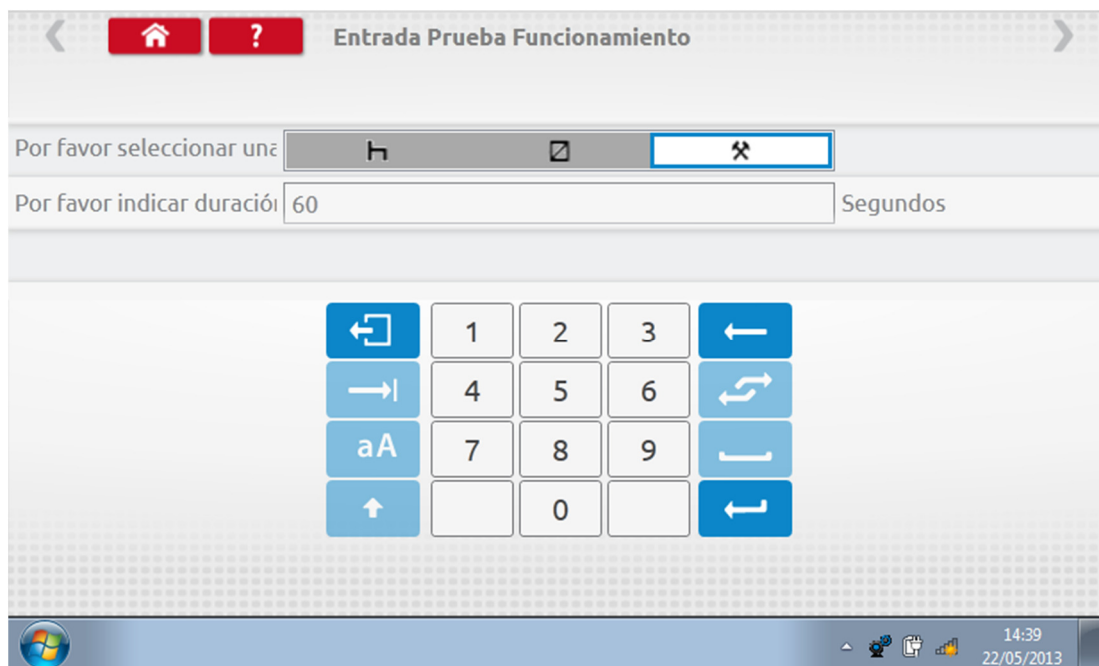 ?
Entrada Prueba Funcionamiento
Por favor seleccionar una
Por favor indicar duración 60 Segundos
1 2 3
4 5 6
aA 7 8 9
0
14:39
22/05/2013